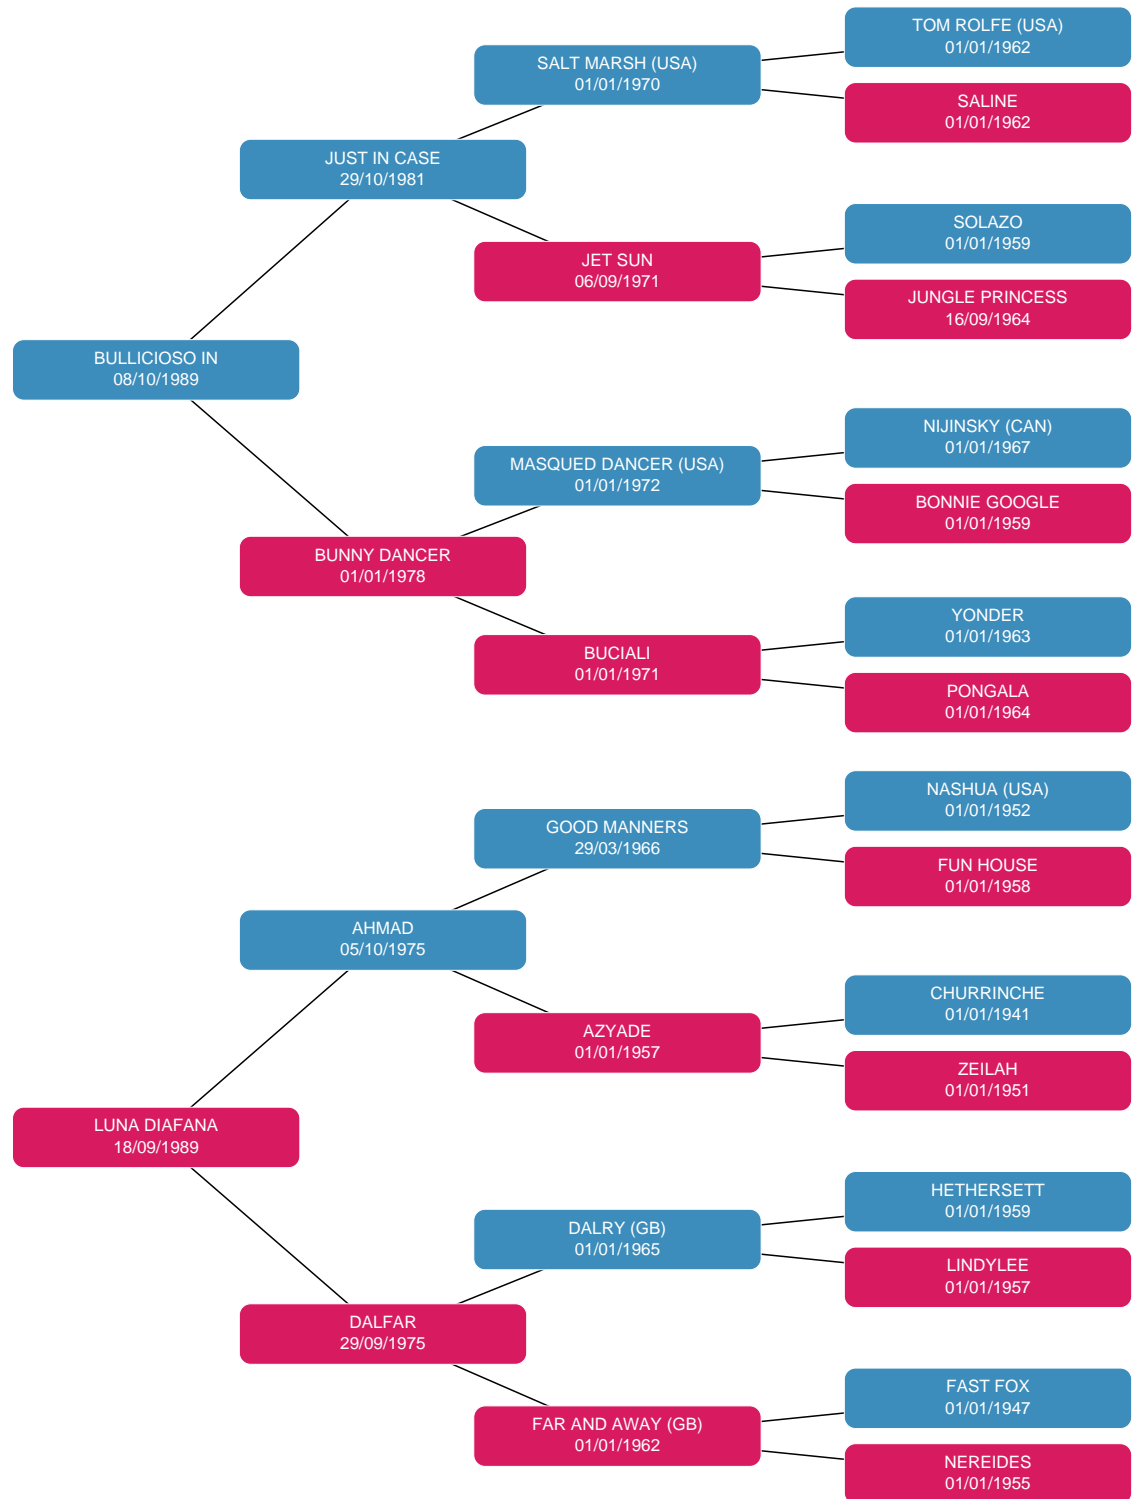 TOM ROLFE (USA)
01/01/1962
SALT MARSH (USA)
01/01/1970
SALINE
01/01/1962
JUST IN CASE
29/10/1981
SOLAZO
01/01/1959
JET SUN
06/09/1971
JUNGLE PRINCESS
16/09/1964
BULLICIOSO IN
08/10/1989
NIJINSKY (CAN)
01/01/1967
MASQUED DANCER (USA)
01/01/1972
BONNIE GOOGLE
01/01/1959
BUNNY DANCER
01/01/1978
YONDER
01/01/1963
BUCIALI
01/01/1971
PONGALA
01/01/1964
NASHUA (USA)
01/01/1952
GOOD MANNERS
29/03/1966
FUN HOUSE
01/01/1958
AHMAD
05/10/1975
CHURRINCHE
01/01/1941
AZYADE
01/01/1957
ZEILAH
01/01/1951
LUNA DIAFANA
18/09/1989
HETHERSETT
01/01/1959
DALRY (GB)
01/01/1965
LINDYLEE
01/01/1957
DALFAR
29/09/1975
FAST FOX
01/01/1947
FAR AND AWAY (GB)
01/01/1962
NEREIDES
01/01/1955